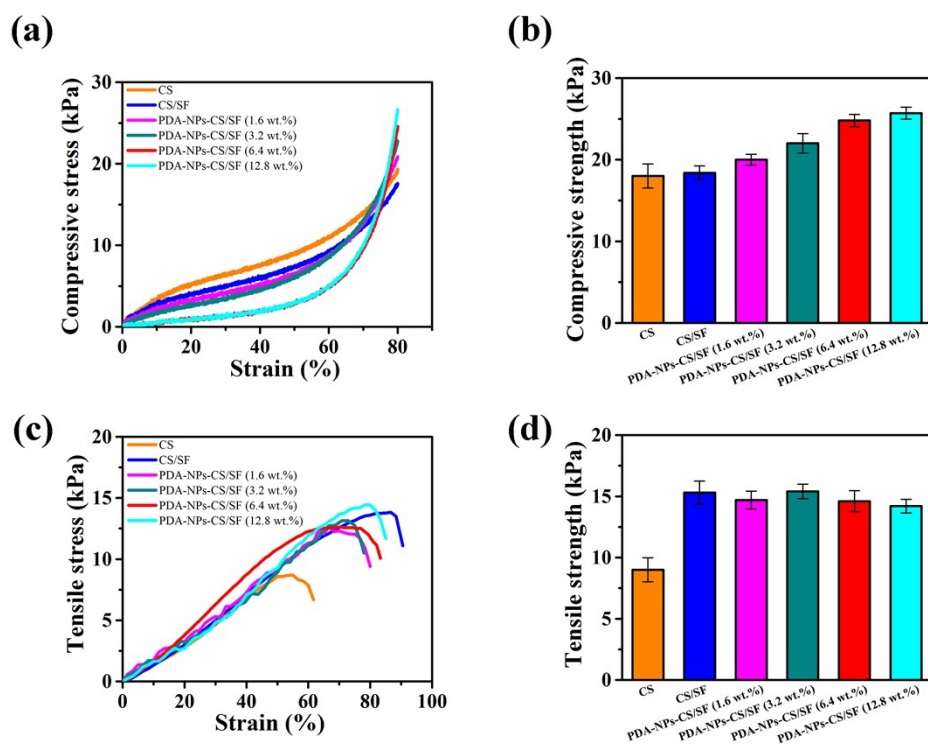 (a)
Compressive stress (kPa)
30
20
10
0
CS
CS/SF
PDA-NPs-CS/SF (1.6 wt.%)
PDA-NPs-CS/SF (3.2 wt.%)
PDA-NPs-CS/SF (6.4 wt.%)
PDA-NPs-CS/SF (12.8 wt.%)
0 20 40 60 80
Strain (%)
(b)
Compressive strength (kPa)
30
20
10
0
CS
CS/SF
PDA-NPs-CS/SF (1.6 wt.%)
PDA-NPs-CS/SF (3.2 wt.%)
PDA-NPs-CS/SF (6.4 wt.%)
PDA-NPs-CS/SF (12.8 wt.%)
(c)
Tensile stress (kPa)
20
15
10
5
0
CS
CS/SF
PDA-NPs-CS/SF (1.6 wt.%)
PDA-NPs-CS/SF (3.2 wt.%)
PDA-NPs-CS/SF (6.4 wt.%)
PDA-NPs-CS/SF (12.8 wt.%)
0 20 40 60 80 100
Strain (%)
(d)
Tensile strength (kPa)
20
15
10
5
0
CS
CS/SF
PDA-NPs-CS/SF (1.6 wt.%)
PDA-NPs-CS/SF (3.2 wt.%)
PDA-NPs-CS/SF (6.4 wt.%)
PDA-NPs-CS/SF (12.8 wt.%)